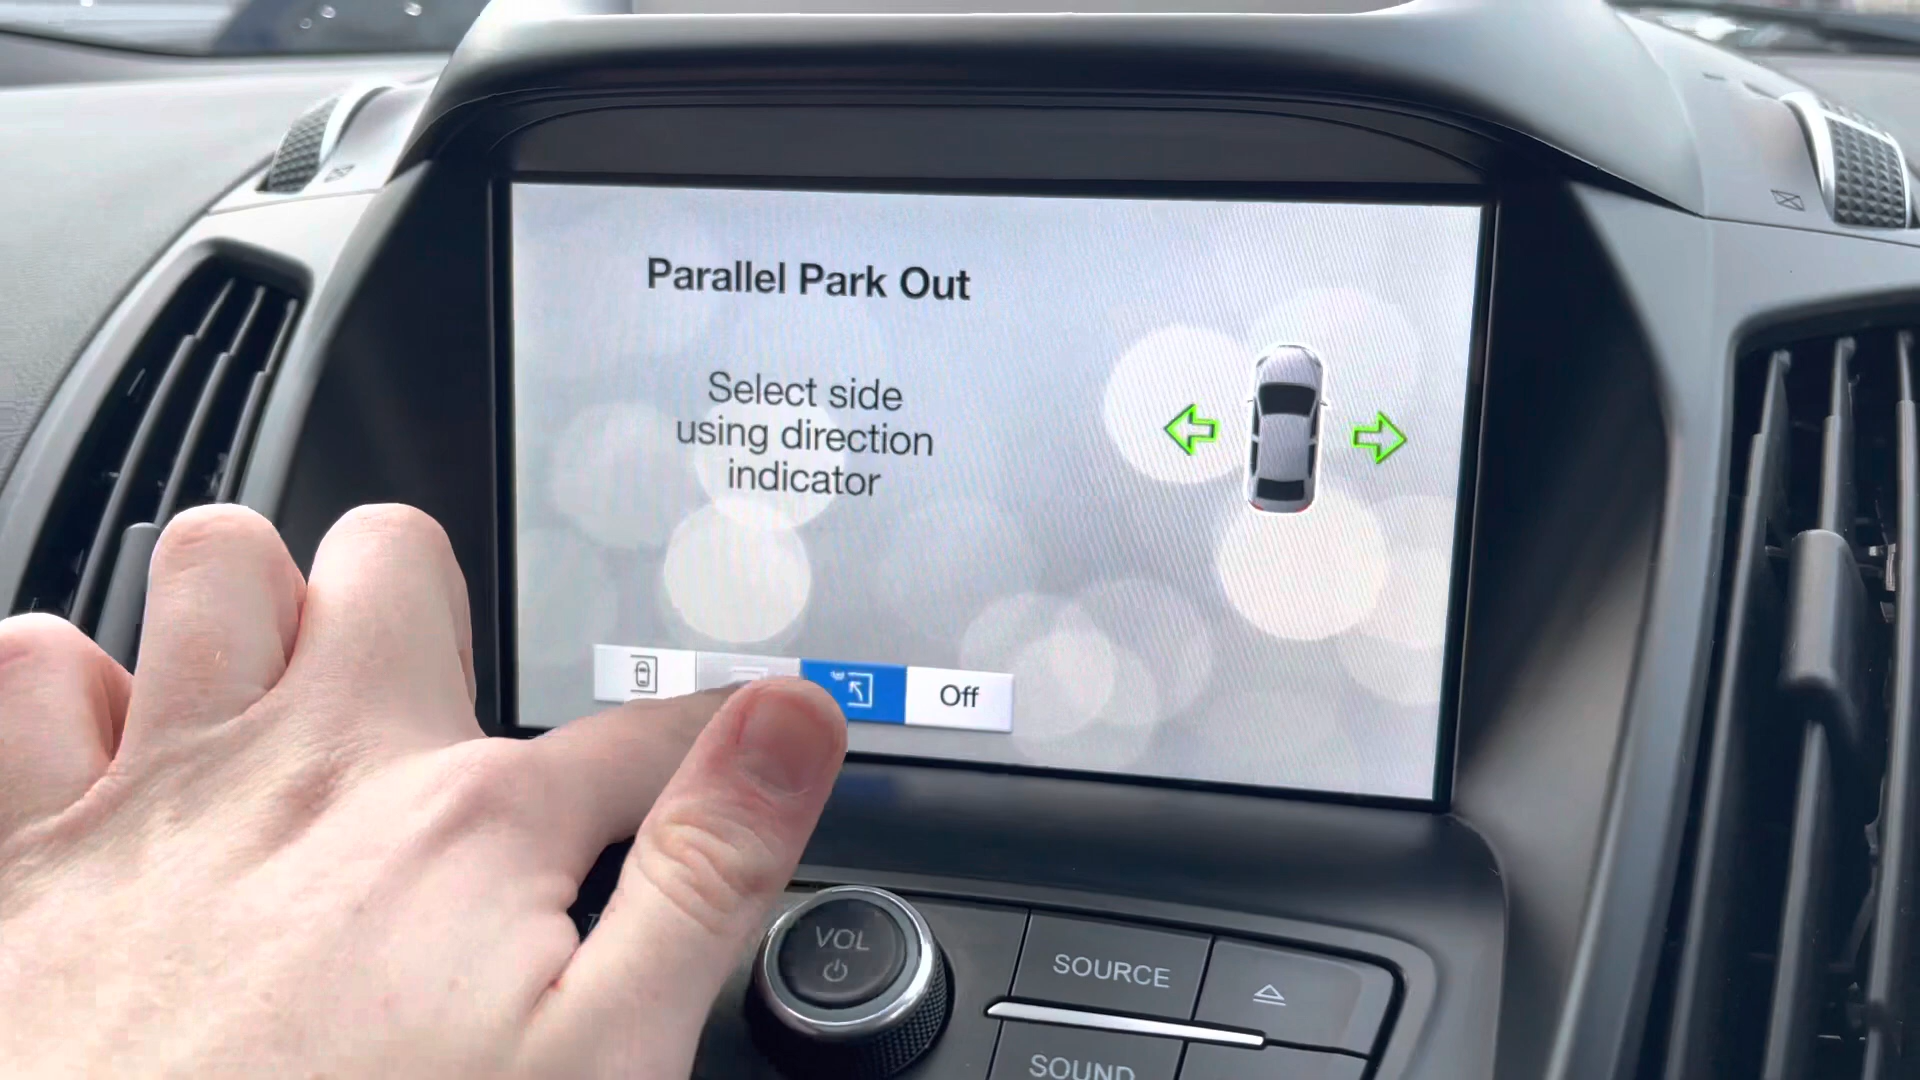 Parallel Park Out
Select side
using direction
indicator
Off
VOL
SOURCE
SOUND